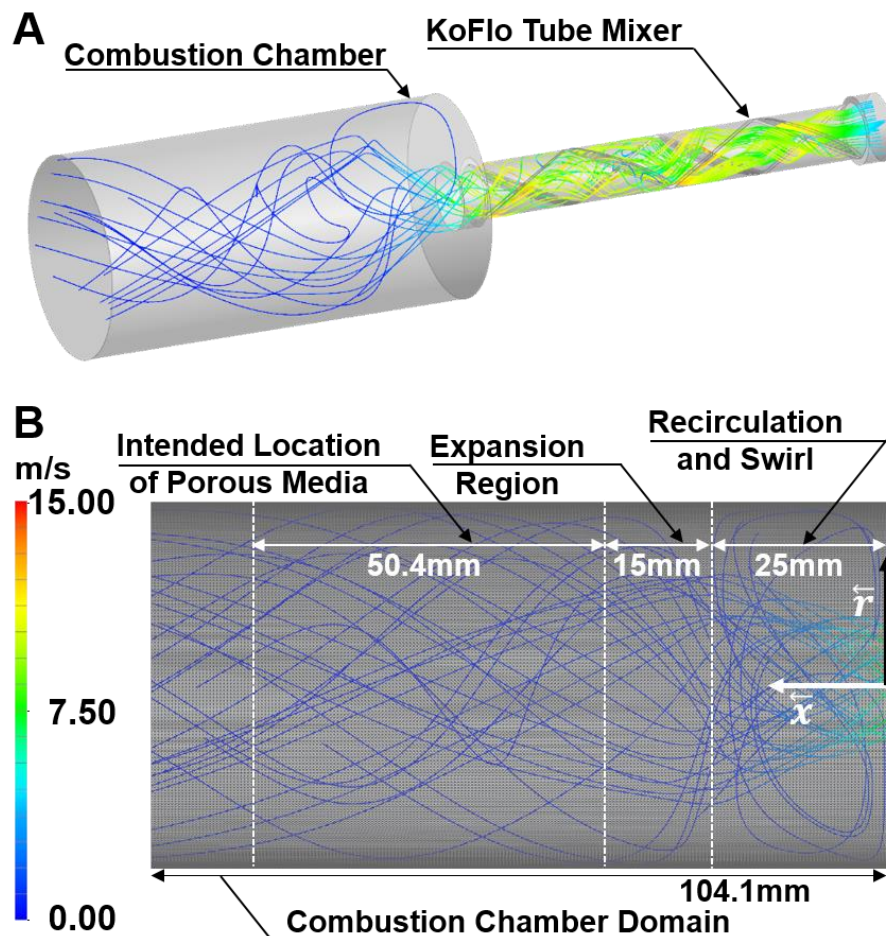 A
Combustion Chamber
KoFlo Tube Mixer
B
m/s
15.00
7.50
0.00
Intended Location
of Porous Media
Expansion
Region
Recirculation
and Swirl
50.4mm
15mm
25mm
r
x
104.1mm
Combustion Chamber Domain